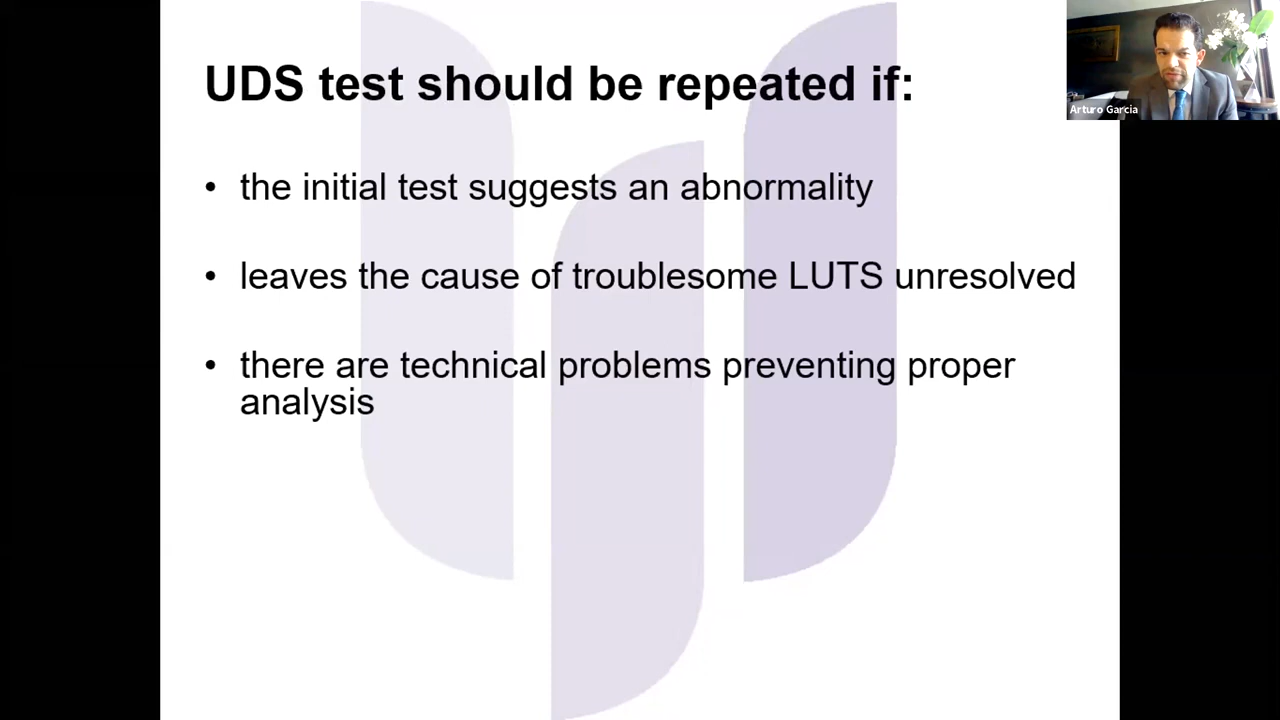 UDS test should be repeated if:
• the initial test suggests an abnormality
• leaves the cause of troublesome LUTS unresolved
• there are technical problems preventing proper
analysis
Arturo Garcia